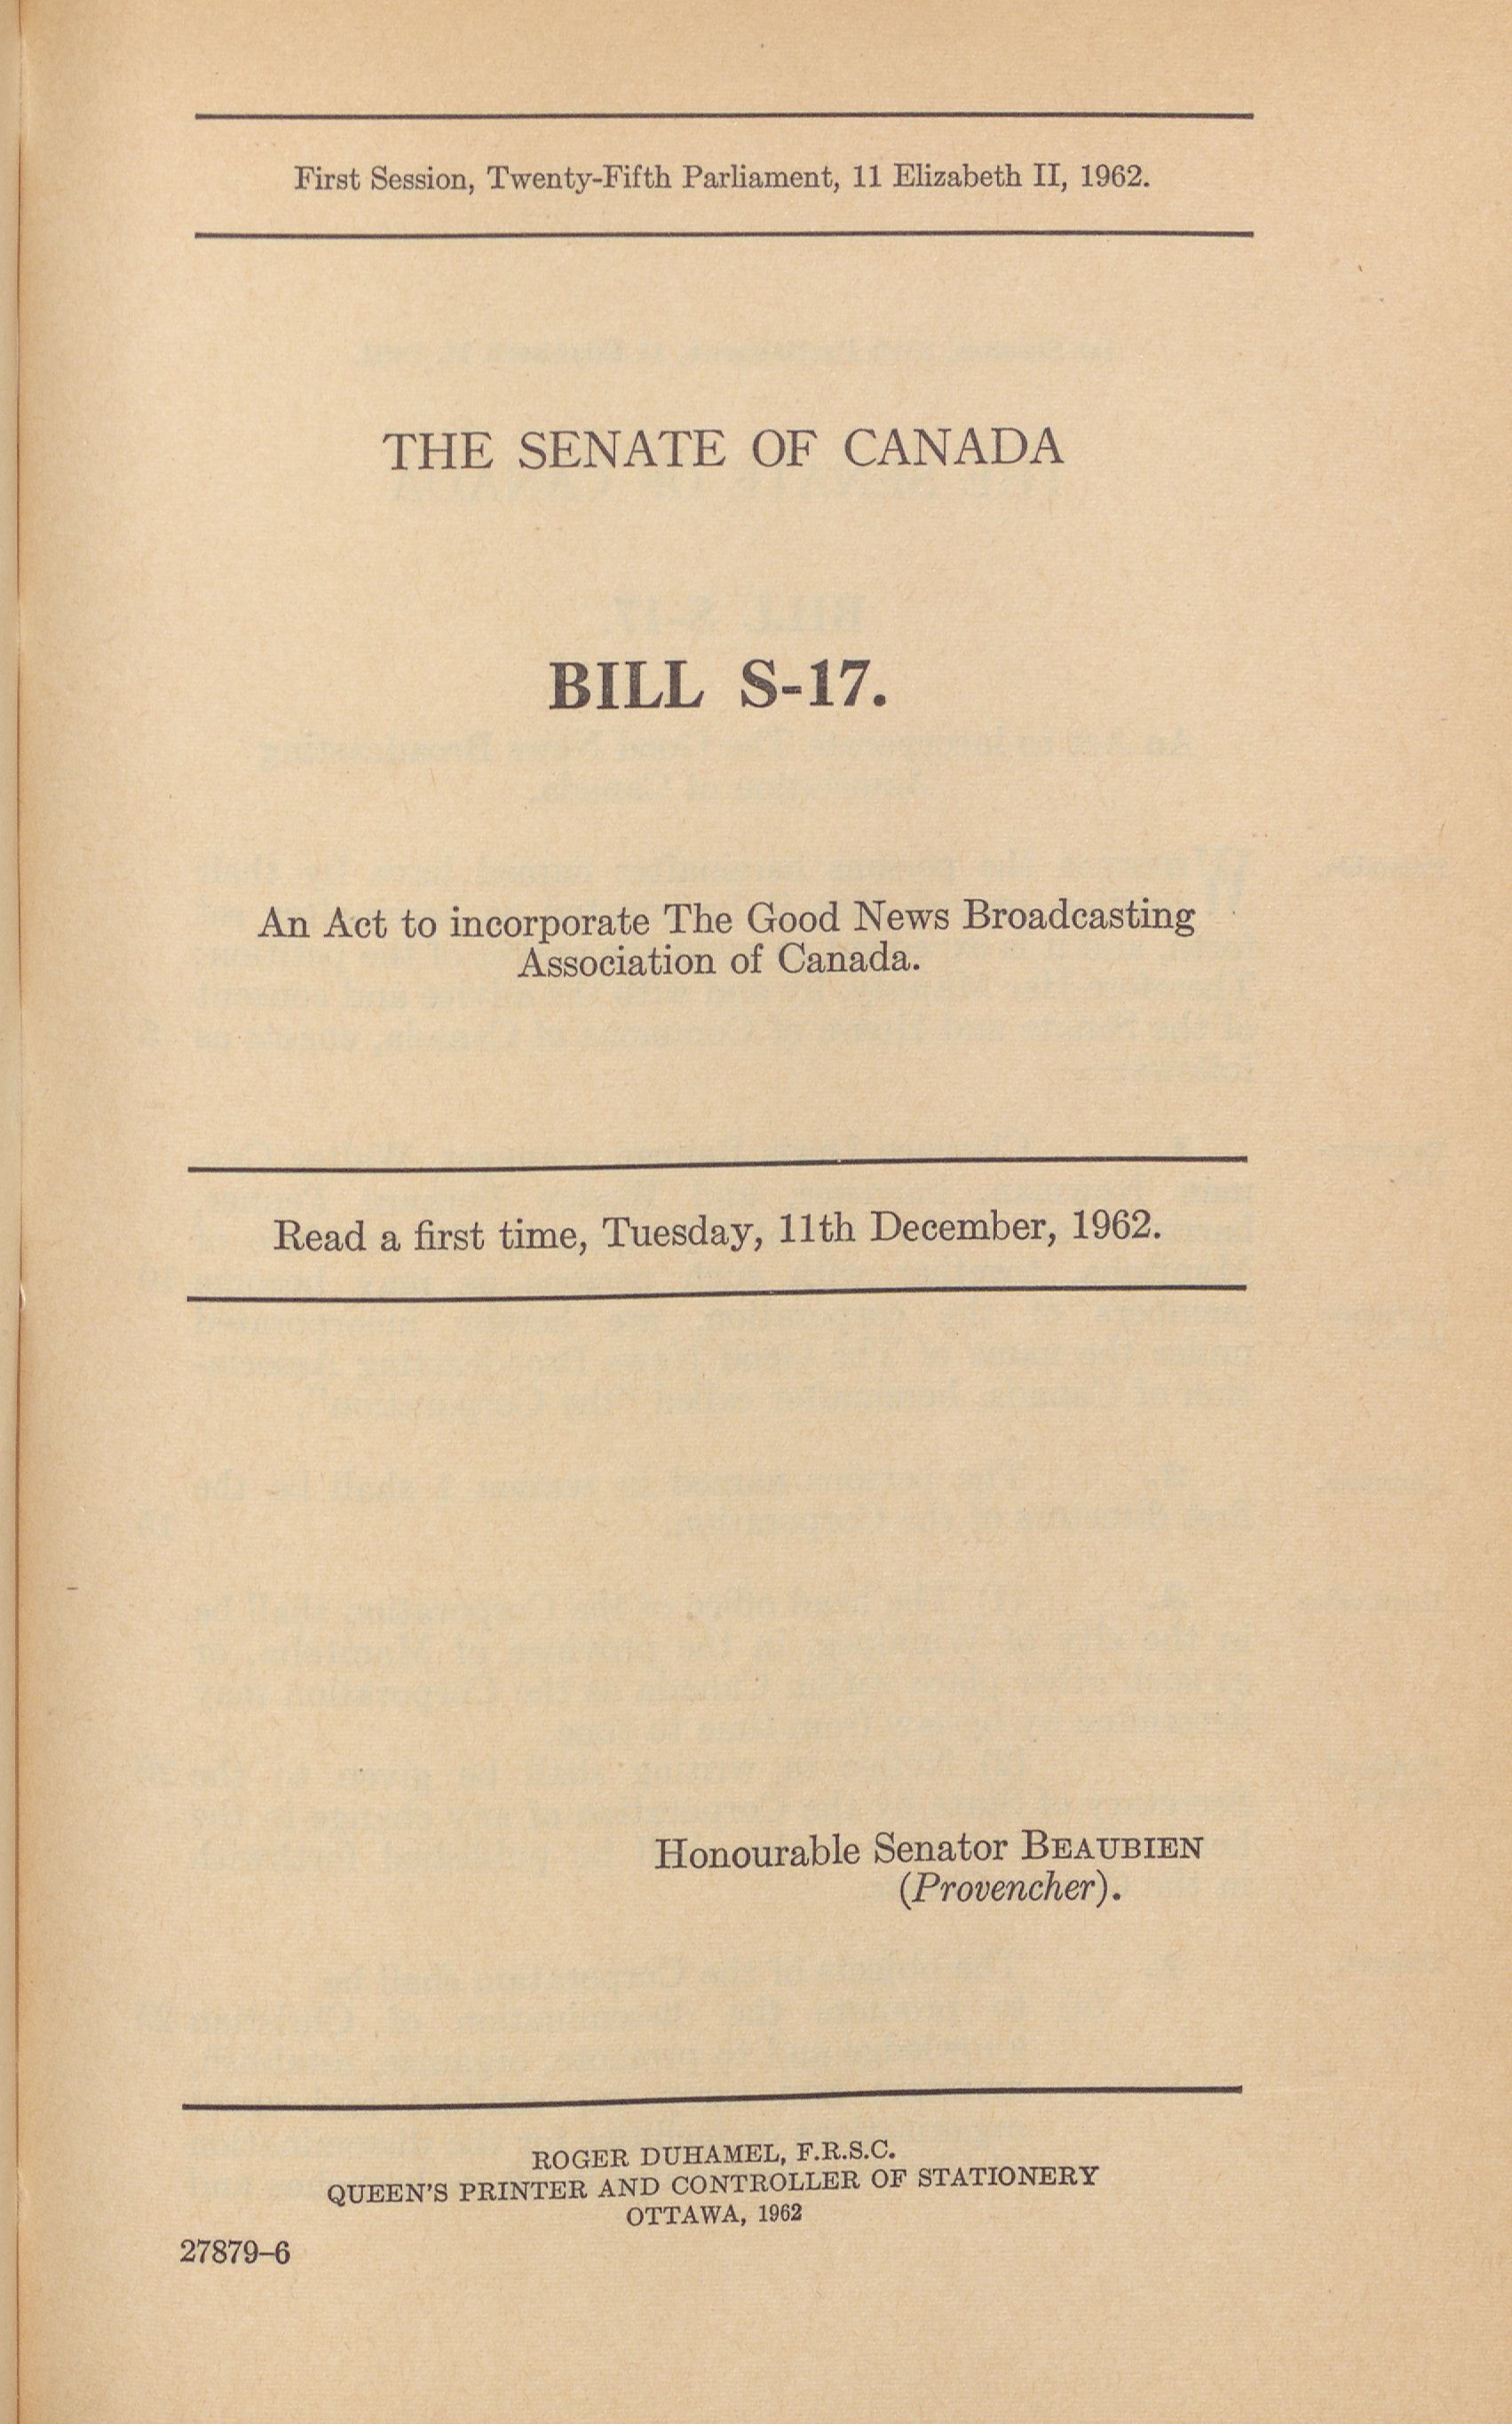 First Session, Twenty-Fifth Parliament, 11 Elizabeth II, 1962.
THE SENATE OF CANADA
BILL S-17.
An Act to incorporate The Good News Broadcasting
Association of Canada.
Read a first time, Tuesday, 11th December, 1962.
Honourable Senator BEAUBIEN
(Provencher).
ROGER DUHAMEL, F.R.S.C.
QUEEN'S PRINTER AND CONTROLLER OF STATIONERY
OTTAWA, 1962
27879–6